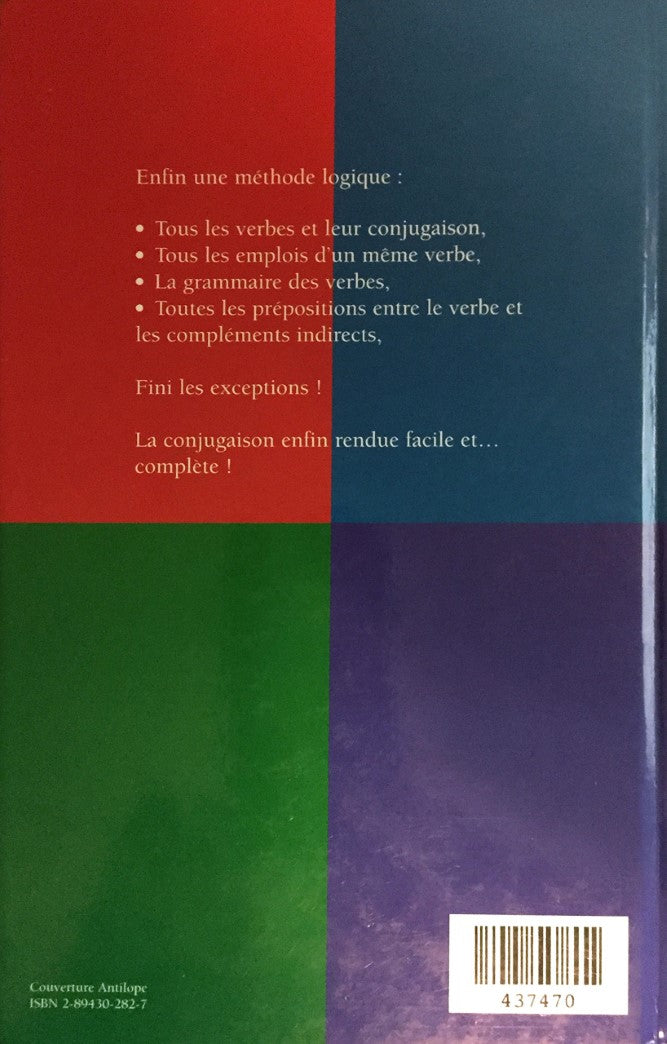 Enfin une méthode logique :
• Tous les verbes et leur conjugaison,
• Tous les emplois d'un même verbe,
• La grammaire des verbes,
• Toutes les prépositions entre le verbe et
les compléments indirects,
Fini les exceptions !
La conjugaison enfin rendue facile et…
complète !
Couverture Antilope
ISBN 2-89430-282-7
437470